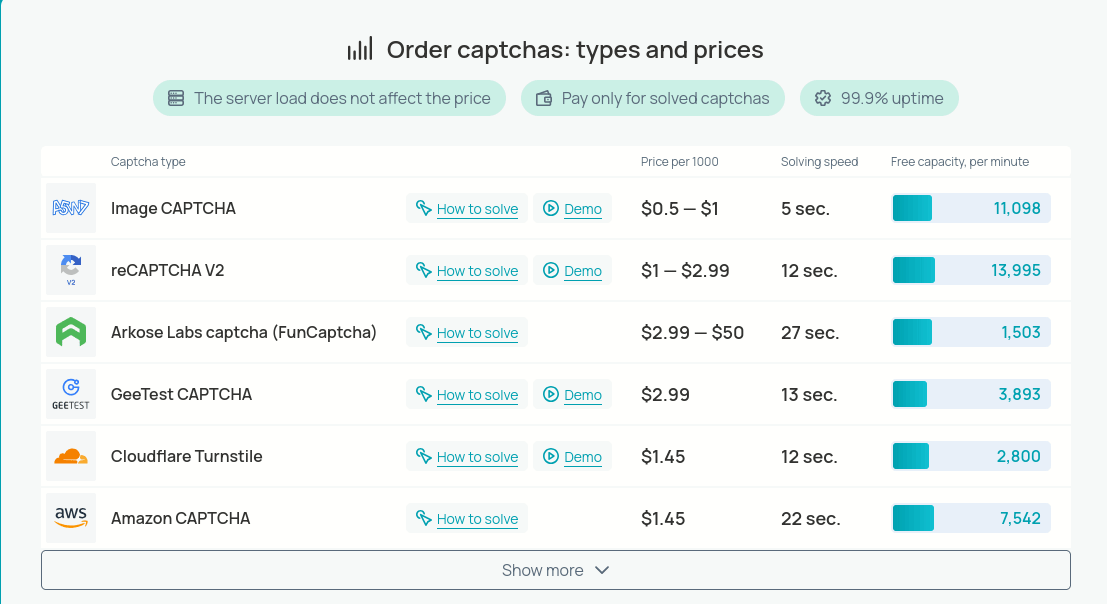 Order captchas: types and prices
The server load does not affect the price Pay only for solved captchas 99.9% uptime
Captcha type Price per 1000 Solving speed Free capacity, per minute
Image CAPTCHA How to solve Demo $0.5 — $1 5 sec. 11,098
V2 reCAPTCHA V2 How to solve Demo $1 — $2.99 12 sec. 13,995
Arkose Labs captcha (FunCaptcha) How to solve $2.99 — $50 27 sec. 1,503
GEETEST GeeTest CAPTCHA How to solve Demo $2.99 13 sec. 3,893
Cloudflare Turnstile How to solve Demo $1.45 12 sec. 2,800
aws Amazon CAPTCHA How to solve $1.45 22 sec. 7,542
Show more